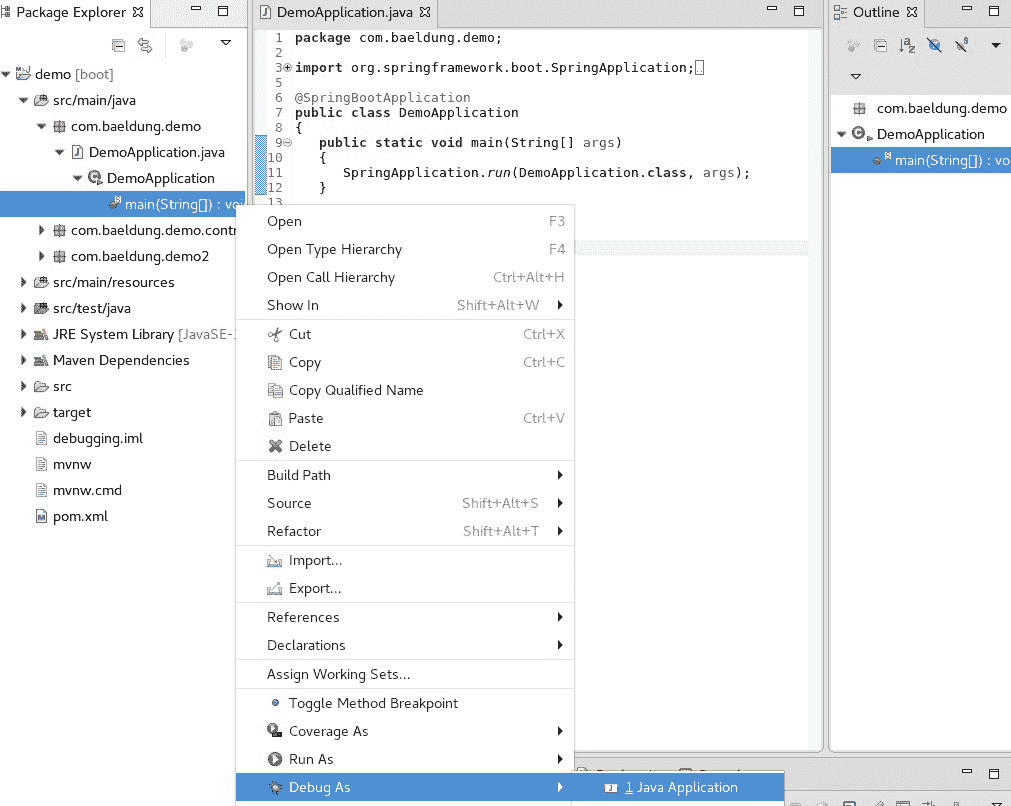 Package Explorer
demo [boot]
src/main/java
com.baeldung.demo
DemoApplication.java
DemoApplication
main(String[]) :
com.baeldung.demo.contr
com.baeldung.demo2
src/main/resources
src/test/java
JRE System Library [JavaSE-
Maven Dependencies
src
target
debugging.iml
mvnw
mvnw.cmd
pom.xml
DemoApplication.java
1 package com.baeldung.demo;
2
3 import org.springframework.boot.SpringApplication;
5
6 @SpringBootApplication
7 public class DemoApplication
8 {
9 public static void main(String[] args)
10 {
11 SpringApplication.run(DemoApplication.class, args);
12 }
13
Open F3
Open Type Hierarchy F4
Open Call Hierarchy Ctrl+Alt+H
Show In Shift+Alt+W
Cut Ctrl+X
Copy Ctrl+C
Copy Qualified Name
Paste Ctrl+V
Delete
Build Path
Source Shift+Alt+S
Refactor Shift+Alt+T
Import...
Export...
References
Declarations
Assign Working Sets...
Toggle Method Breakpoint
Coverage As
Run As
Debug As
1 Java Application
Outline
com.baeldung.demo
DemoApplication
main(String[]) : vo